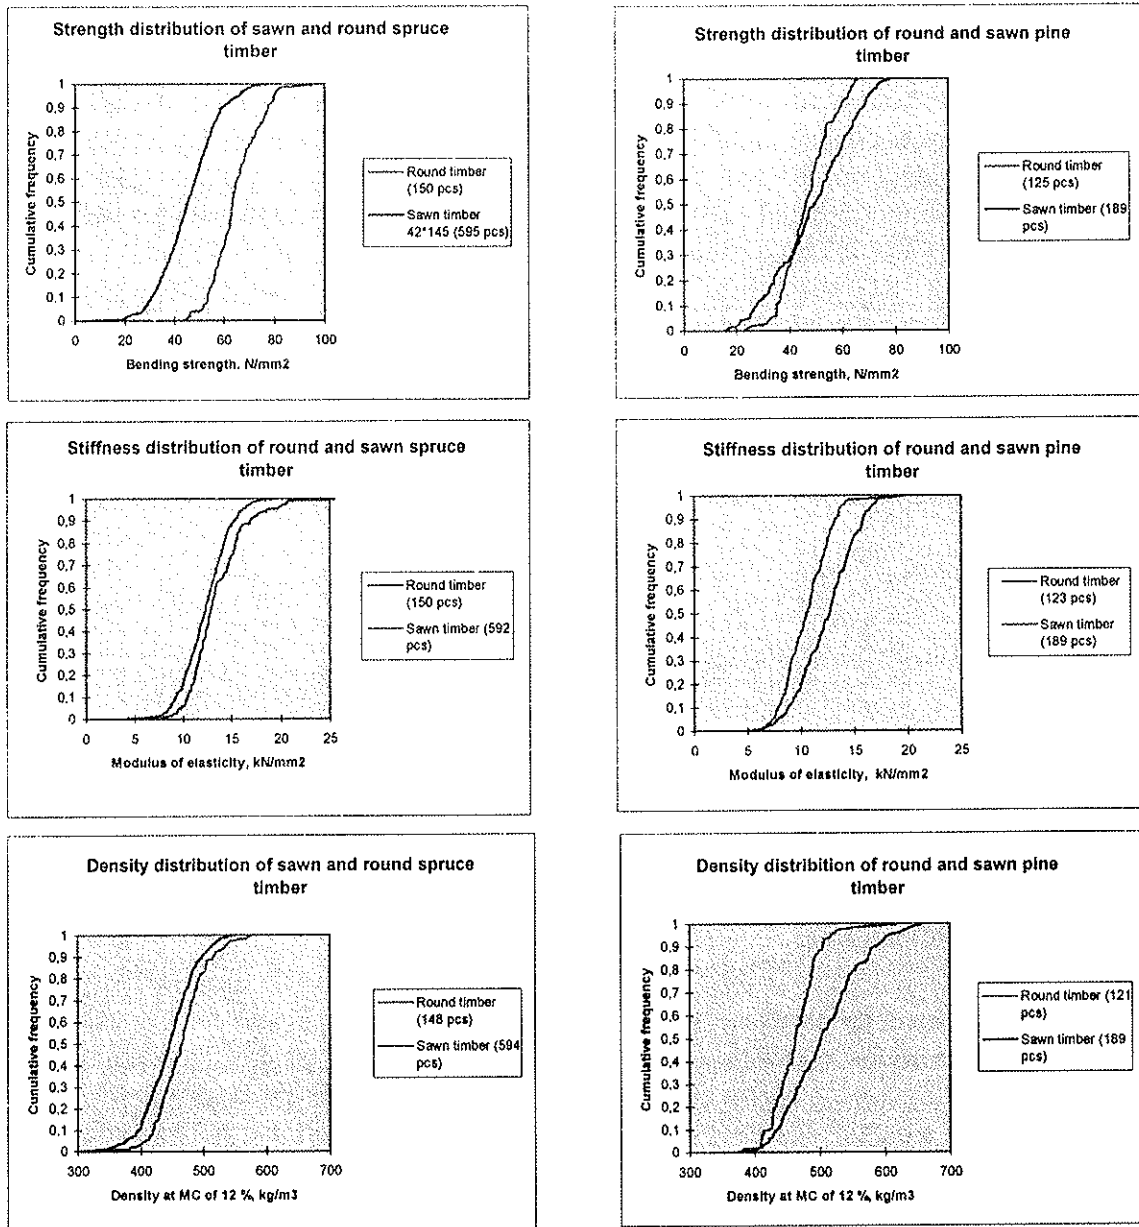 Strength distribution of sawn and round spruce
timber
1
0,9
0,8
0,7
0,6
0,5
0,4
0,3
0,2
0,1
0
0 20 40 60 80 100
Cumulative frequency
Bending strength. N/mm2
Round timber
(150 pcs)
Sawn timber
42*145 (595 pcs)
Strength distribution of round and sawn pine
timber
1
0,9
0,8
0,7
0,6
0,5
0,4
0,3
0,2
0,1
0
0 20 40 60 80 100
Cumulative frequency
Bending strength, N/mm2
Round timber
(125 pcs)
Sawn timber (189
pcs)
Stiffness distribution of round and sawn spruce
timber
1
0,9
0,8
0,7
0,6
0,5
0,4
0,3
0,2
0,1
0
0 5 10 15 20 25
Cumulative frequency
Modulus of elasticity, kN/mm2
Round timber
(150 pcs)
Sawn timber (592
pcs)
Stiffness distribution of round and sawn pine
timber
1
0,9
0,8
0,7
0,6
0,5
0,4
0,3
0,2
0,1
0
0 5 10 15 20 25
Cumulative frequency
Modulus of elasticity, kN/mm2
Round timber
(123 pcs)
Sawn timber
(189 pcs)
Density distribution of sawn and round spruce
timber
1
0,9
0,8
0,7
0,6
0,5
0,4
0,3
0,2
0,1
0
300 400 500 600 700
Cumulative frequency
Density at MC of 12 %, kg/m3
Round timber
(148 pcs)
Sawn timber (594
pcs)
Density distribition of round and sawn pine
timber
1
0,9
0,8
0,7
0,6
0,5
0,4
0,3
0,2
0,1
0
300 400 500 600 700
Cumulative frequency
Density at MC of 12 %, kg/m3
Round timber (121
pcs)
Sawn timber (189
pcs)